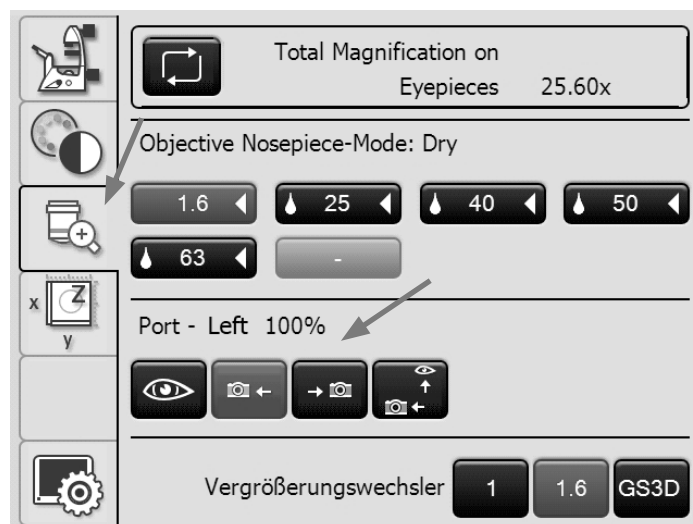 Total Magnification on
Eyepieces 25.60x
Objective Nosepiece-Mode: Dry
1.6 25 40 50
63 -
x Z
y
Port - Left 100%
Vergrößerungswechsler 1 1.6 GS3D